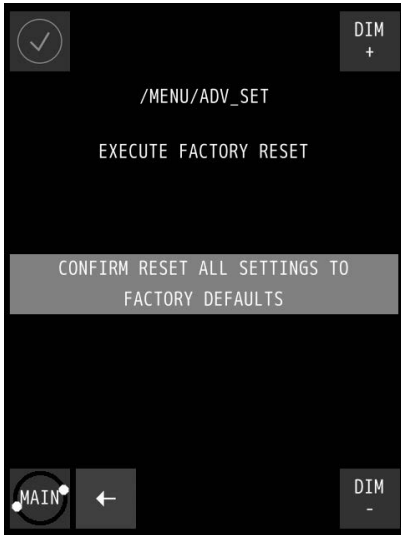 DIM
+
/MENU/ADV_SET
EXECUTE FACTORY RESET
CONFIRM RESET ALL SETTINGS TO
FACTORY DEFAULTS
MAIN
←
DIM
-